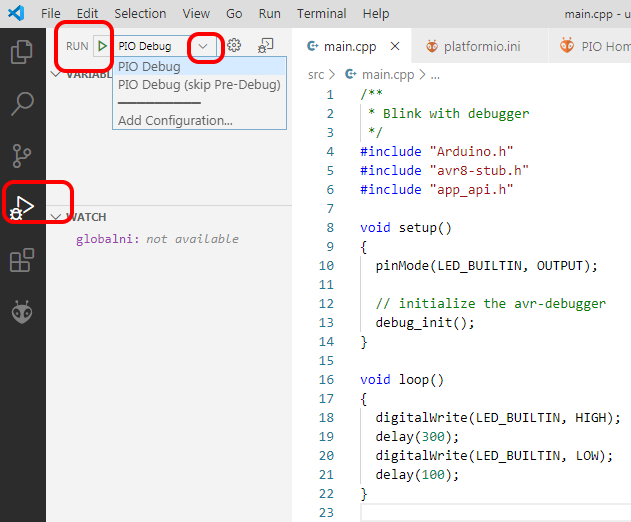 File Edit Selection View Go Run Terminal Help main.cpp
RUN PIO Debug
PIO Debug
PIO Debug (skip Pre-Debug)
Add Configuration...
WATCH
globalni: not available
main.cpp platformio.ini PIO Hom
src > main.cpp > ...
1 /**
2 * Blink with debugger
3 */
4 #include "Arduino.h"
5 #include "avr8-stub.h"
6 #include "app_api.h"
7
8 void setup()
9 {
10 pinMode(LED_BUILTIN, OUTPUT);
11
12 // initialize the avr-debugger
13 debug_init();
14 }
15
16 void loop()
17 {
18 digitalWrite(LED_BUILTIN, HIGH);
19 delay(300);
20 digitalWrite(LED_BUILTIN, LOW);
21 delay(100);
22 }
23